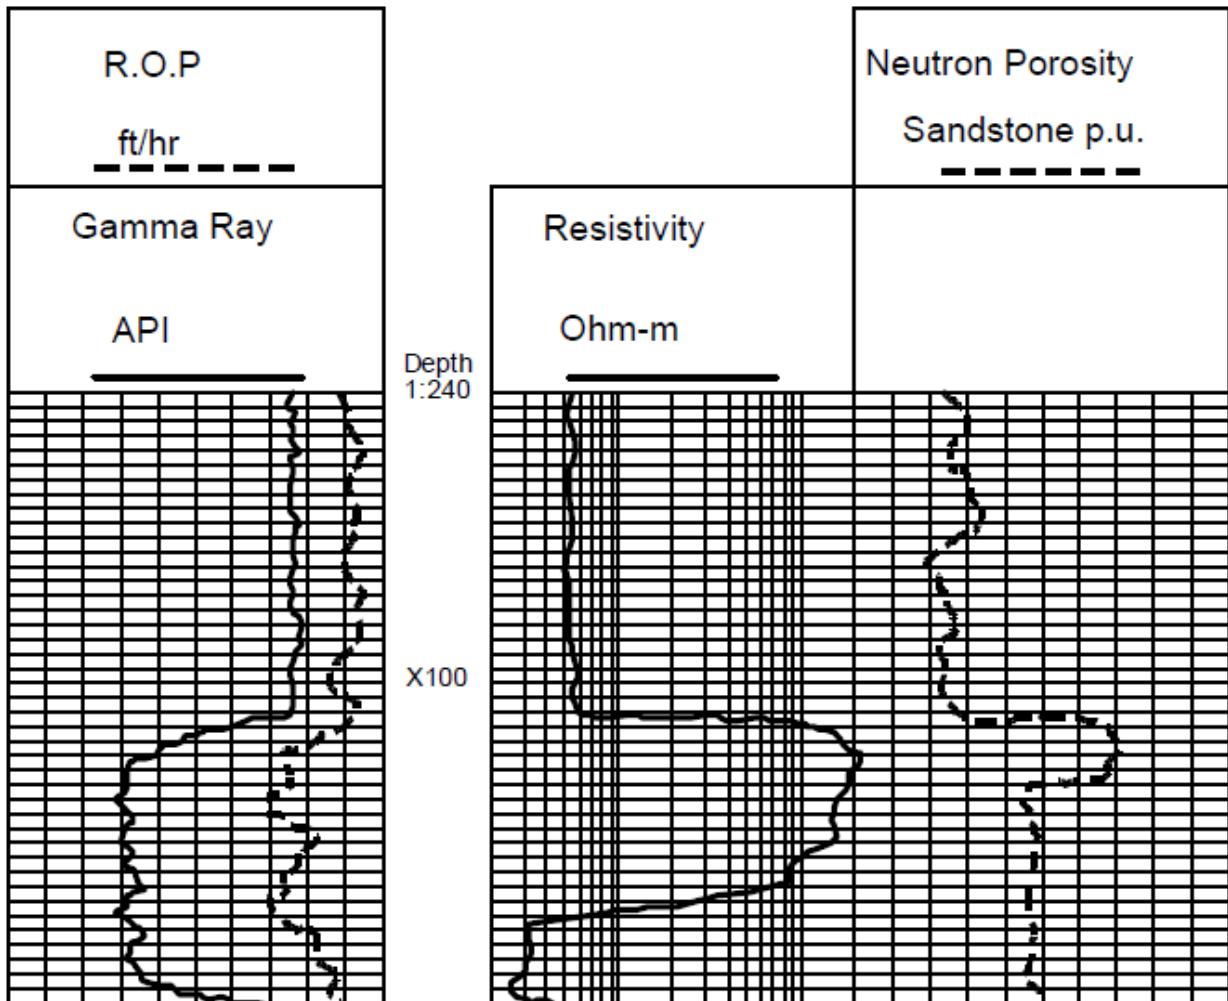 R.O.P
ft/hr
Neutron Porosity
Sandstone p.u.
Gamma Ray
API
Resistivity
Ohm-m
Depth
1:240
X100